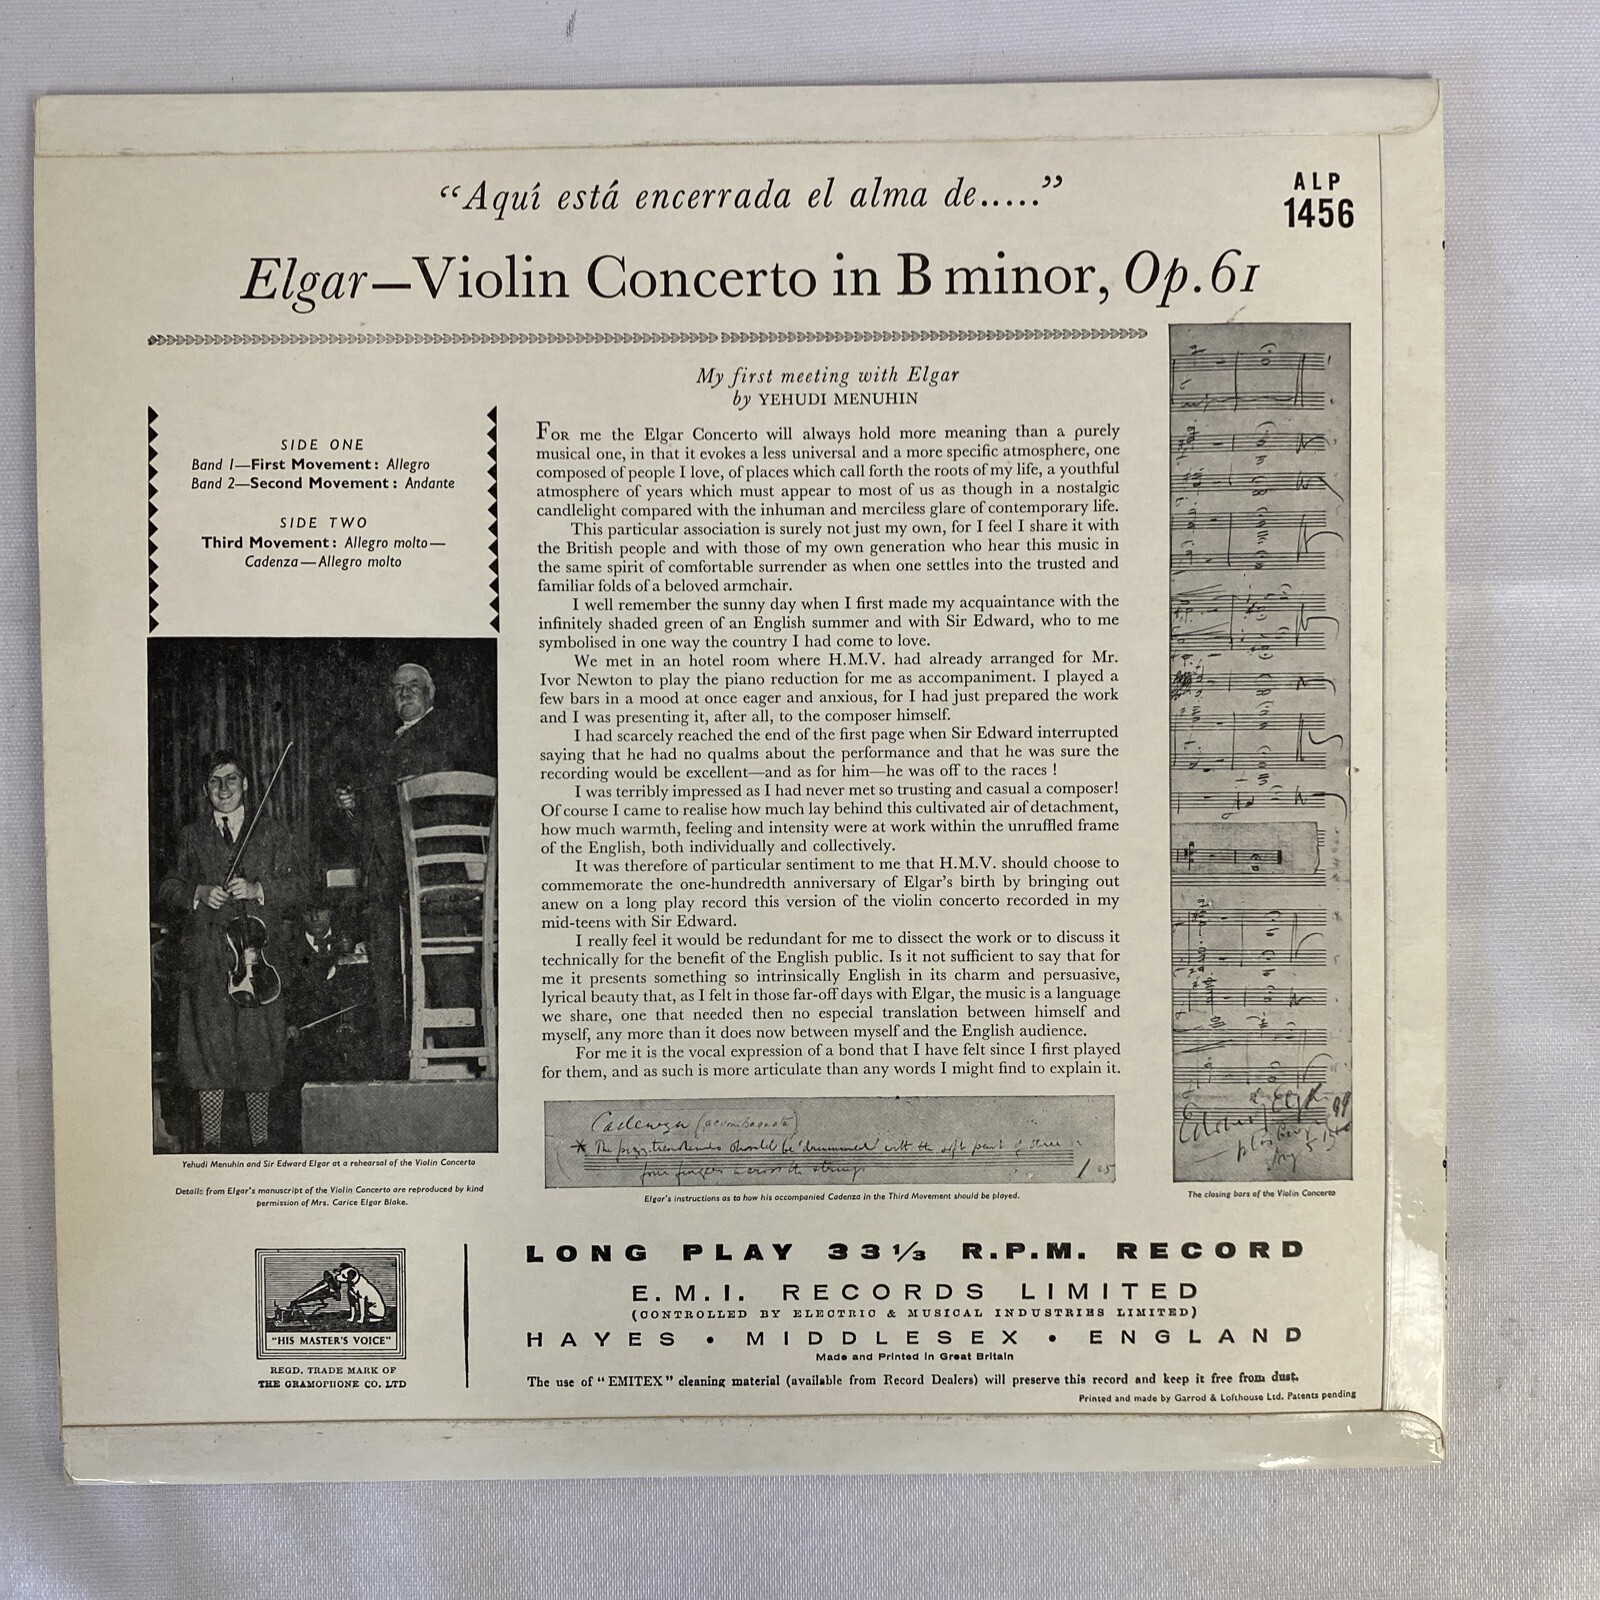 “Aquí está encerrada el alma de.....”
ALP
1456
Elgar—Violin Concerto in B minor, Op.61
SIDE ONE
Band 1—First Movement: Allegro
Band 2—Second Movement: Andante
SIDE TWO
Third Movement: Allegro molto—
Cadenza—Allegro molto
My first meeting with Elgar
by YEHUDI MENUHIN
FOR me the Elgar Concerto will always hold more meaning than a purely
musical one, in that it evokes a less universal and a more specific atmosphere, one
composed of people I love, of places which call forth the roots of my life, a youthful
atmosphere of years which must appear to most of us as though in a nostalgic
candlelight compared with the inhuman and merciless glare of contemporary life.
This particular association is surely not just my own, for I feel I share it with
the British people and with those of my own generation who hear this music in
the same spirit of comfortable surrender as when one settles into the trusted and
familiar folds of a beloved armchair.
I well remember the sunny day when I first made my acquaintance with the
infinitely shaded green of an English summer and with Sir Edward, who to me
symbolised in one way the country I had come to love.
We met in an hotel room where H.M.V. had already arranged for Mr.
Ivor Newton to play the piano reduction for me as accompaniment. I played a
few bars in a mood at once eager and anxious, for I had just prepared the work
and I was presenting it, after all, to the composer himself.
I had scarcely reached the end of the first page when Sir Edward interrupted
saying that he had no qualms about the performance and that he was sure the
recording would be excellent—and as for him—he was off to the races !
I was terribly impressed as I had never met so trusting and casual a composer!
Of course I came to realise how much lay behind this cultivated air of detachment,
how much warmth, feeling and intensity were at work within the unruffled frame
of the English, both individually and collectively.
It was therefore of particular sentiment to me that H.M.V. should choose to
commemorate the one-hundredth anniversary of Elgar’s birth by bringing out
anew on a long play record this version of the violin concerto recorded in my
mid-teens with Sir Edward.
I really feel it would be redundant for me to dissect the work or to discuss it
technically for the benefit of the English public. Is it not sufficient to say that for
me it presents something so intrinsically English in its charm and persuasive,
lyrical beauty that, as I felt in those far-off days with Elgar, the music is a language
we share, one that needed then no especial translation between himself and
myself, any more than it does now between myself and the English audience.
For me it is the vocal expression of a bond that I have felt since I first played
for them, and as such is more articulate than any words I might find to explain it.
Cadenza (accompagnata)
* The pizz. tremolando should be 'drummed' with the soft part of three
four fingers across the strings
Elgar’s instructions as to how his accompanied Cadenza in the Third Movement should be played.
Edward Elgar
The closing bars of the Violin Concerto
Yehudi Menuhin and Sir Edward Elgar at a rehearsal of the Violin Concerto
Details from Elgar’s manuscript of the Violin Concerto are reproduced by kind
permission of Mrs. Carice Elgar Blake.
“HIS MASTER’S VOICE”
REGD. TRADE MARK OF
THE GRAMOPHONE CO. LTD
LONG PLAY 33⅓ R.P.M. RECORD
E.M.I. RECORDS LIMITED
(CONTROLLED BY ELECTRIC & MUSICAL INDUSTRIES LIMITED)
HAYES • MIDDLESEX • ENGLAND
Made and Printed in Great Britain
The use of “EMITEX” cleaning material (available from Record Dealers) will preserve this record and keep it free from dust.
Printed and made by Garrod & Lofthouse Ltd. Patents pending